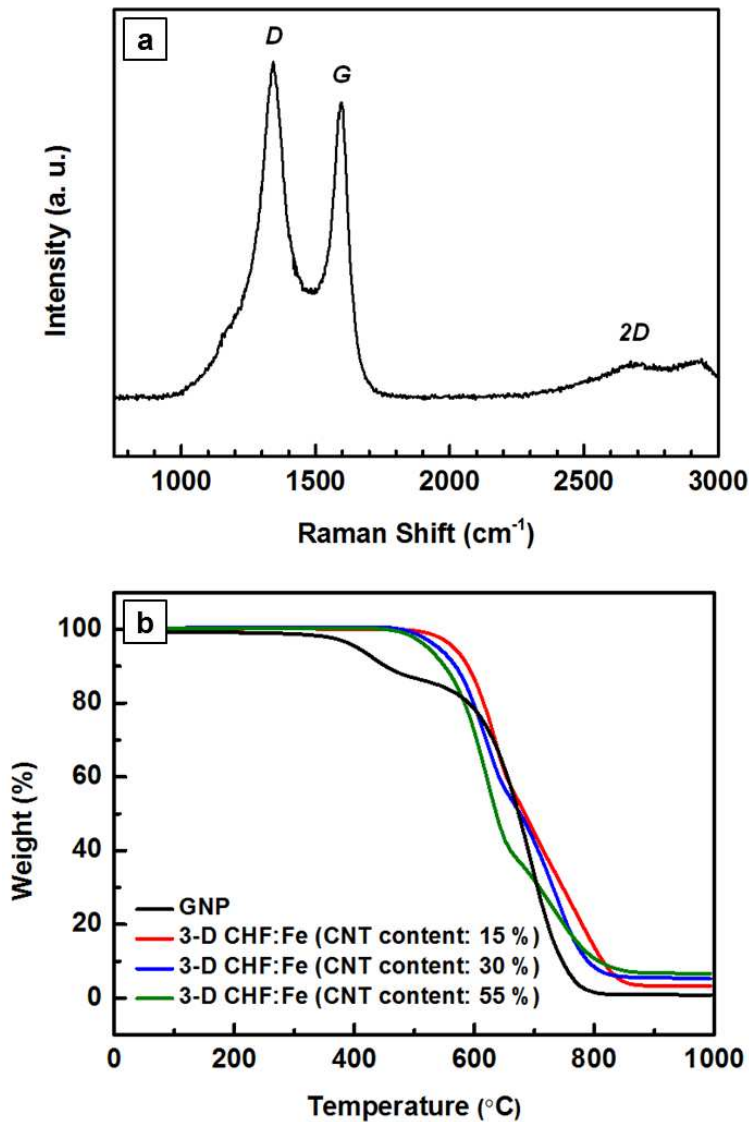 a
D
G
2D
Intensity (a. u.)
1000 1500 2000 2500 3000
Raman Shift (cm⁻¹)
b
100
80
60
40
20
0
Weight (%)
GNP
3-D CHF:Fe (CNT content: 15 %)
3-D CHF:Fe (CNT content: 30 %)
3-D CHF:Fe (CNT content: 55 %)
0 200 400 600 800 1000
Temperature (°C)